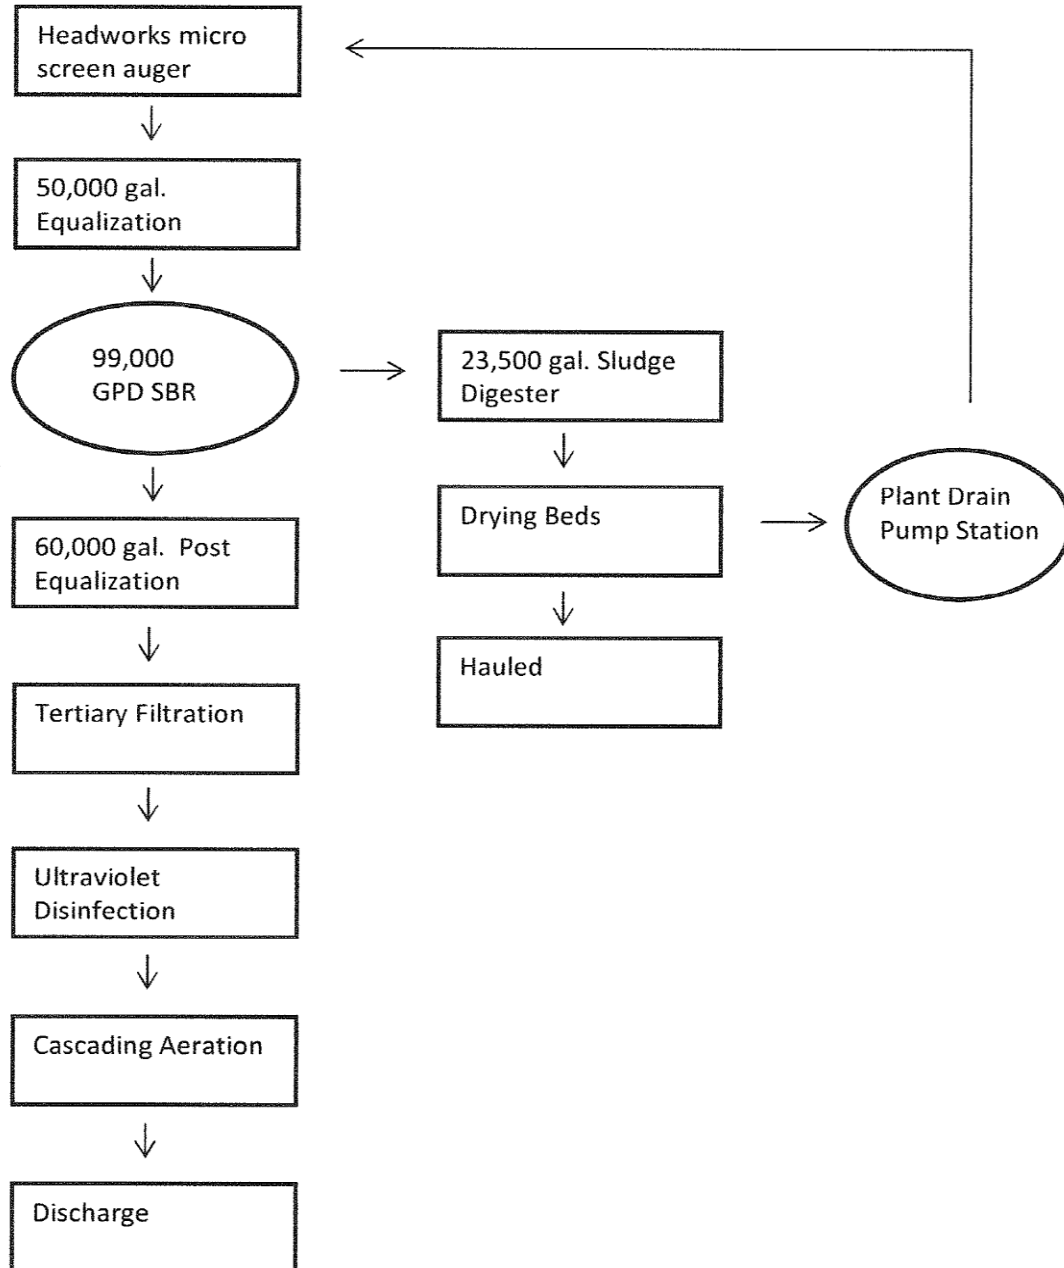 Headworks micro
screen auger
50,000 gal.
Equalization
99,000
GPD SBR
23,500 gal. Sludge
Digester
Drying Beds
Plant Drain
Pump Station
60,000 gal. Post
Equalization
Hauled
Tertiary Filtration
Ultraviolet
Disinfection
Cascading Aeration
Discharge